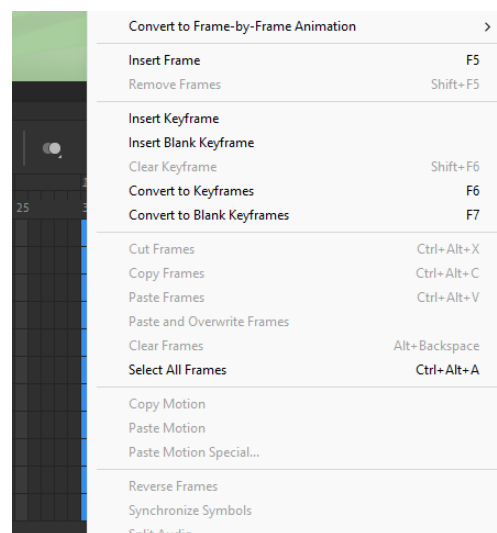 Convert to Frame-by-Frame Animation
Insert Frame F5
Remove Frames Shift+F5
Insert Keyframe
Insert Blank Keyframe
Clear Keyframe Shift+F6
Convert to Keyframes F6
25
Convert to Blank Keyframes F7
Cut Frames Ctrl+Alt+X
Copy Frames Ctrl+Alt+C
Paste Frames Ctrl+Alt+V
Paste and Overwrite Frames
Clear Frames Alt+Backspace
Select All Frames Ctrl+Alt+A
Copy Motion
Paste Motion
Paste Motion Special...
Reverse Frames
Synchronize Symbols
Split Audio